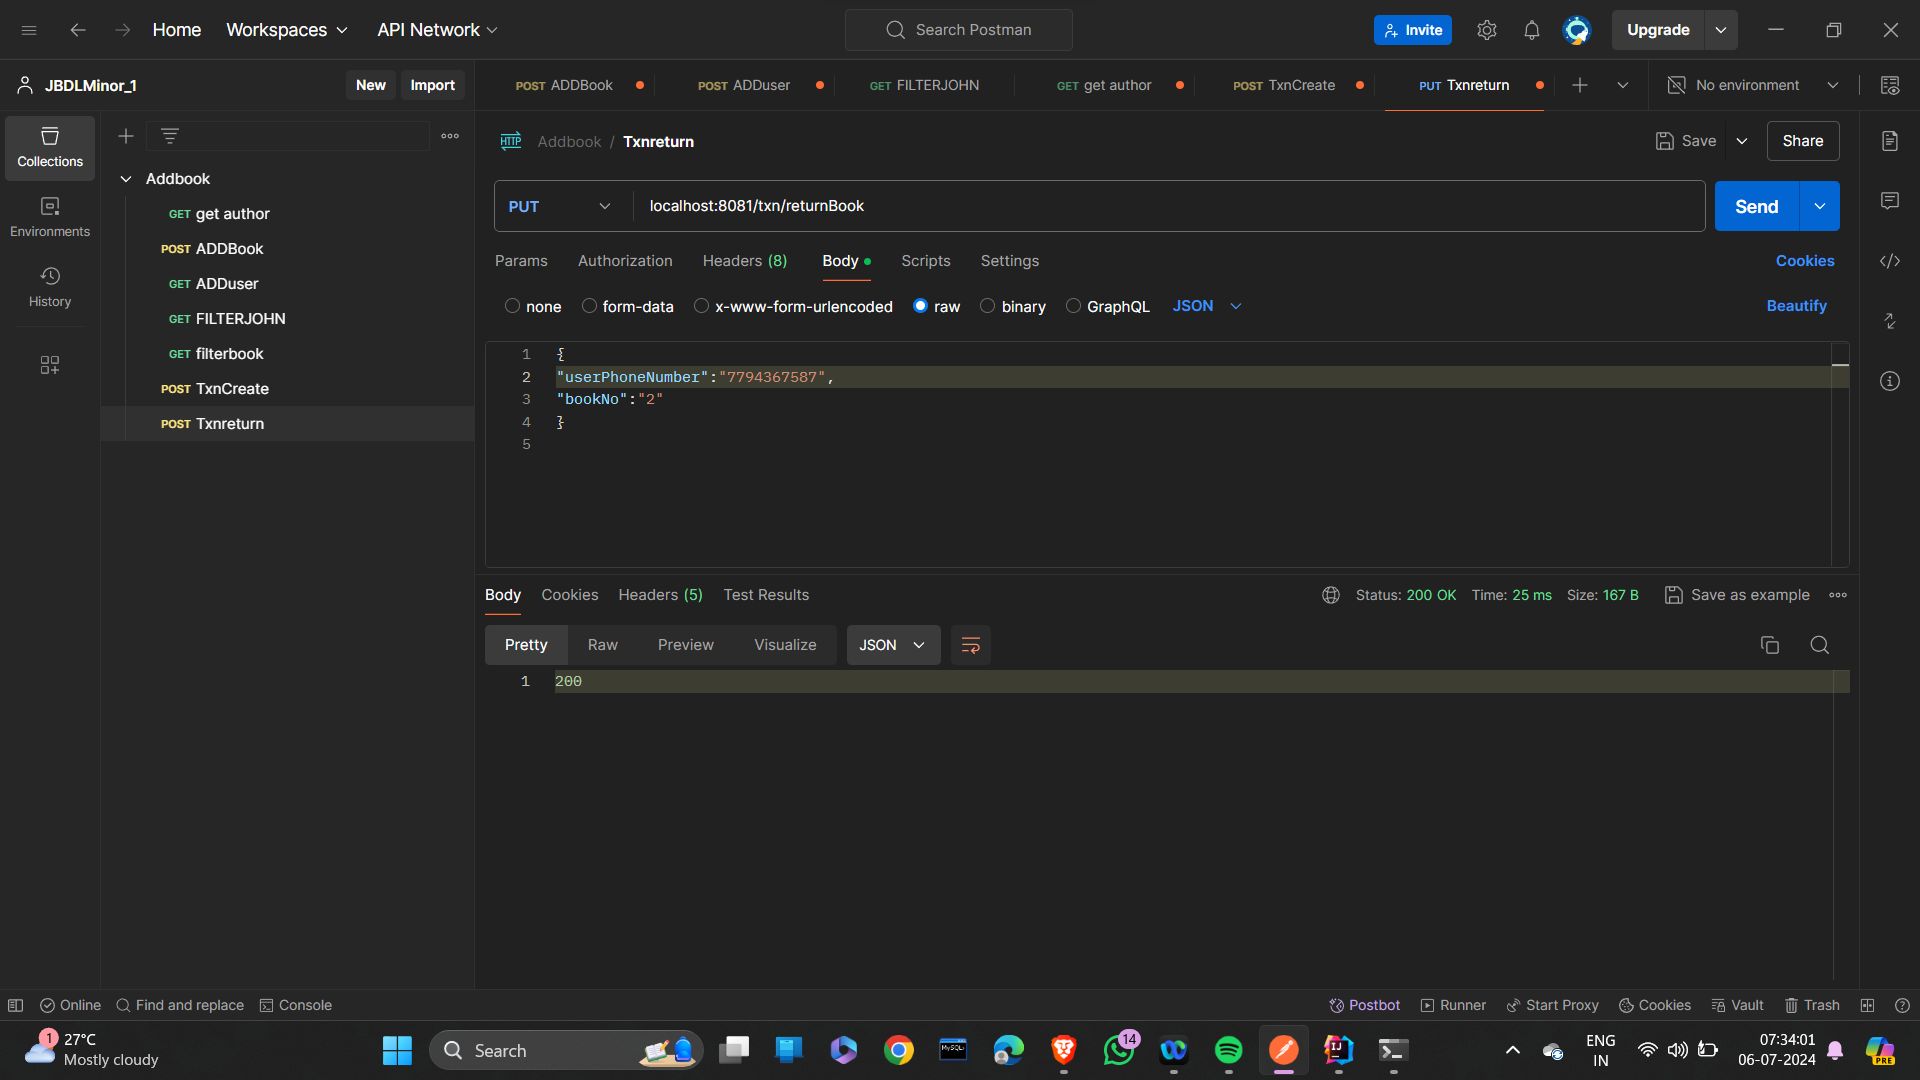 Home
Workspaces
API Network
Search Postman
Invite
Upgrade
JBDLMinor_1
New
Import
POST ADDBook
POST ADDuser
GET FILTERJOHN
GET get author
POST TxnCreate
PUT Txnreturn
No environment
Collections
Environments
History
Addbook
GET get author
POST ADDBook
GET ADDuser
GET FILTERJOHN
GET filterbook
POST TxnCreate
POST Txnreturn
HTTP Addbook / Txnreturn
Save
Share
PUT
localhost:8081/txn/returnBook
Send
Params
Authorization
Headers (8)
Body
Scripts
Settings
Cookies
none
form-data
x-www-form-urlencoded
raw
binary
GraphQL
JSON
Beautify
1 {
2 "userPhoneNumber":"7794367587",
3 "bookNo":"2"
4 }
5
Body
Cookies
Headers (5)
Test Results
Status: 200 OK
Time: 25 ms
Size: 167 B
Save as example
Pretty
Raw
Preview
Visualize
JSON
1 200
Online
Find and replace
Console
Postbot
Runner
Start Proxy
Cookies
Vault
Trash
1
27°C
Mostly cloudy
Search
MySQL
14
IJ
ENG
IN
07:34:01
06-07-2024
PRE